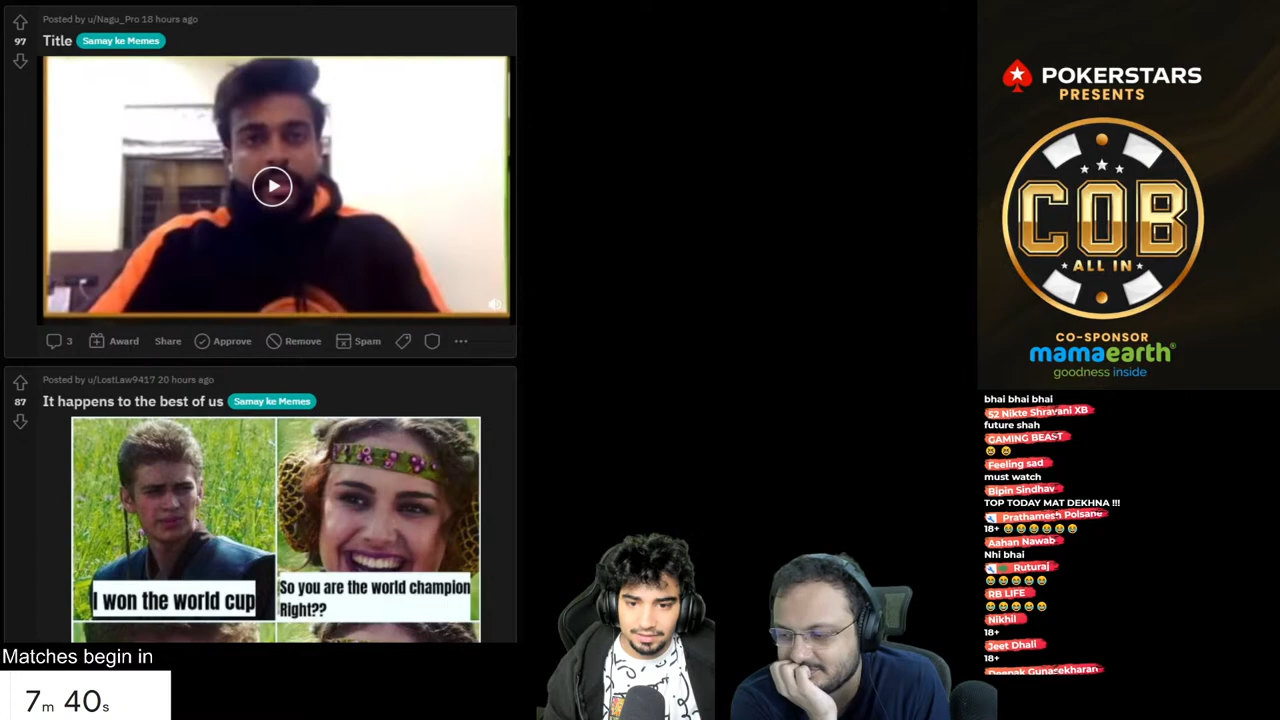 Posted by u/Nagu_Pro 18 hours ago
97
Title Samay ke Memes
3 Award Share Approve Remove Spam
Posted by u/LostLaw9417 20 hours ago
87
It happens to the best of us Samay ke Memes
I won the world cup
So you are the world champion
Right??
Matches begin in
7m 40s
POKERSTARS
PRESENTS
COB
ALL IN
CO-SPONSOR
mamaearth®
goodness inside
bhai bhai bhai
52 Nikte Shravani XB
future shah
GAMING BEAST
Feeling sad
must watch
Bipin Sindhav
TOP TODAY MAT DEKHNA !!!
Prathamesh Polsane
18+ 😆😆😆😆😆😆
Aahan Nawab
Nhi bhai
Ruturaj
😂😂😂😂😂
RB LIFE
😂😂😂😂😂
Nikhil
18+
Jeet Dhali
18+
Deepak Gunasekharan